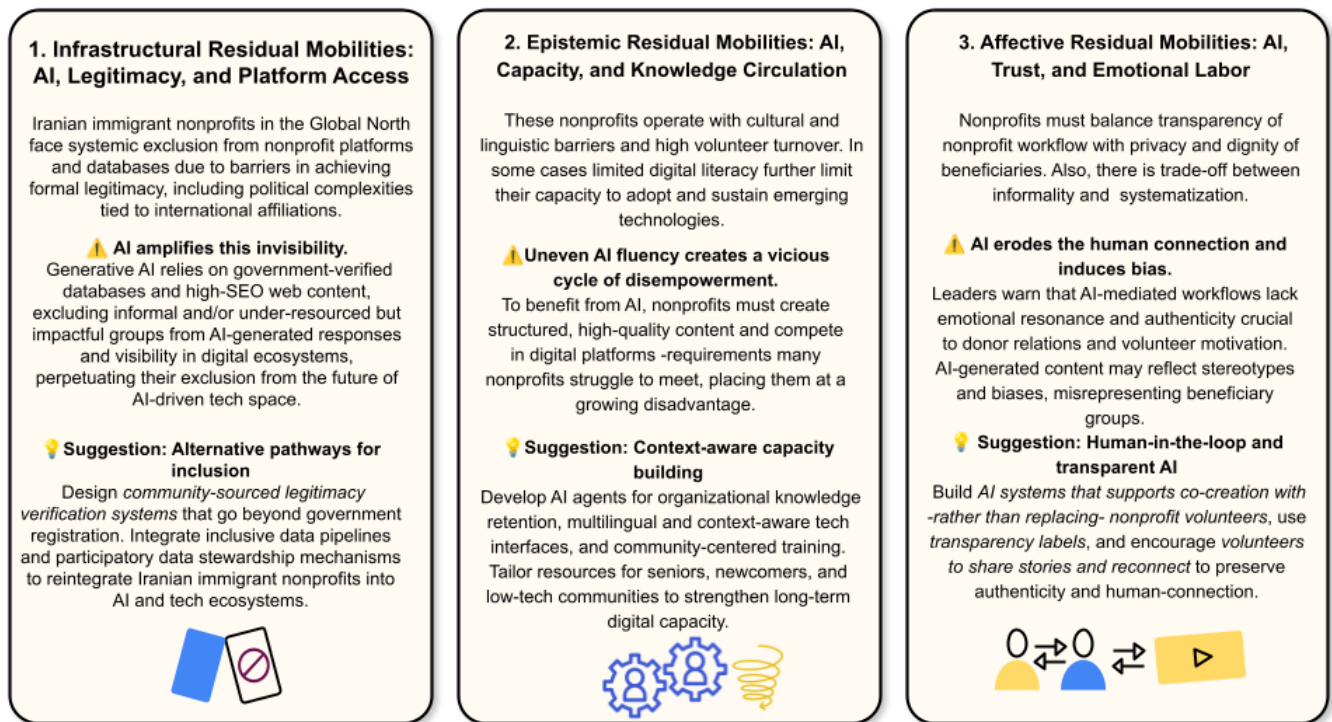 1. Infrastructural Residual Mobilities:
AI, Legitimacy, and Platform Access
Iranian immigrant nonprofits in the Global North
face systemic exclusion from nonprofit platforms
and databases due to barriers in achieving
formal legitimacy, including political complexities
tied to international affiliations.
⚠️ AI amplifies this invisibility.
Generative AI relies on government-verified
databases and high-SEO web content,
excluding informal and/or under-resourced but
impactful groups from AI-generated responses
and visibility in digital ecosystems,
perpetuating their exclusion from the future of
AI-driven tech space.
💡Suggestion: Alternative pathways for
inclusion
Design community-sourced legitimacy
verification systems that go beyond government
registration. Integrate inclusive data pipelines
and participatory data stewardship mechanisms
to reintegrate Iranian immigrant nonprofits into
AI and tech ecosystems.
2. Epistemic Residual Mobilities: AI,
Capacity, and Knowledge Circulation
These nonprofits operate with cultural and
linguistic barriers and high volunteer turnover. In
some cases limited digital literacy further limit
their capacity to adopt and sustain emerging
technologies.
⚠️Uneven AI fluency creates a vicious
cycle of disempowerment.
To benefit from AI, nonprofits must create
structured, high-quality content and compete
in digital platforms -requirements many
nonprofits struggle to meet, placing them at a
growing disadvantage.
💡Suggestion: Context-aware capacity
building
Develop AI agents for organizational knowledge
retention, multilingual and context-aware tech
interfaces, and community-centered training.
Tailor resources for seniors, newcomers, and
low-tech communities to strengthen long-term
digital capacity.
3. Affective Residual Mobilities: AI,
Trust, and Emotional Labor
Nonprofits must balance transparency of
nonprofit workflow with privacy and dignity of
beneficiaries. Also, there is trade-off between
informality and systematization.
⚠️ AI erodes the human connection and
induces bias.
Leaders warn that AI-mediated workflows lack
emotional resonance and authenticity crucial
to donor relations and volunteer motivation.
AI-generated content may reflect stereotypes
and biases, misrepresenting beneficiary
groups.
💡 Suggestion: Human-in-the-loop and
transparent AI
Build AI systems that supports co-creation with
-rather than replacing- nonprofit volunteers, use
transparency labels, and encourage volunteers
to share stories and reconnect to preserve
authenticity and human-connection.